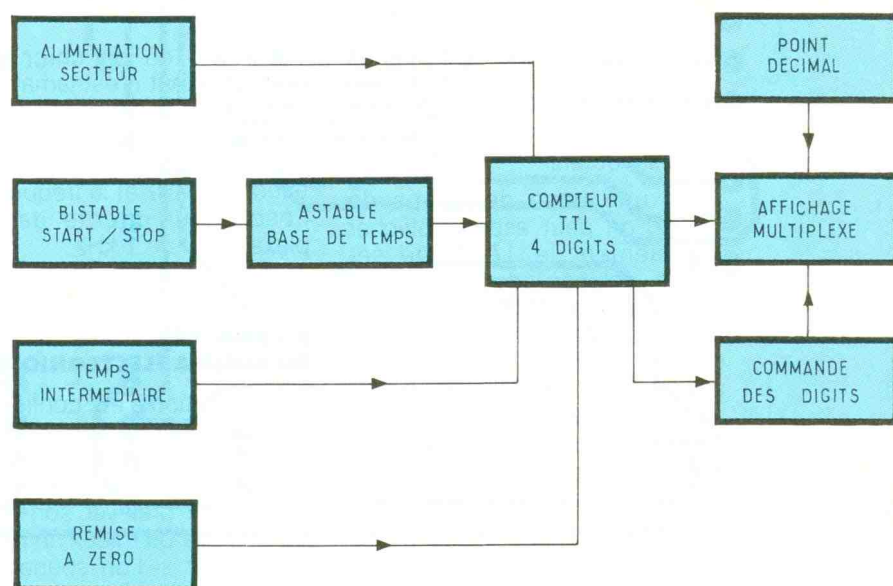 ALIMENTATION
SECTEUR
POINT
DECIMAL
BISTABLE
START / STOP
ASTABLE
BASE DE TEMPS
COMPTEUR
TTL
4 DIGITS
AFFICHAGE
MULTIPLEXE
TEMPS
INTERMEDIAIRE
COMMANDE
DES DIGITS
REMISE
A ZERO